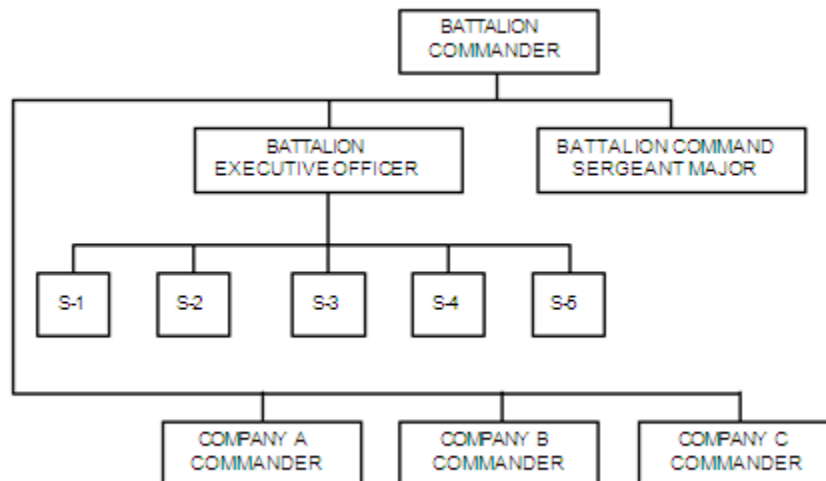 BATTALION
COMMANDER
BATTALION
EXECUTIVE OFFICER
BATTALION COMMAND
SERGEANT MAJOR
S-1
S-2
S-3
S-4
S-5
COMPANY A
COMMANDER
COMPANY B
COMMANDER
COMPANY C
COMMANDER